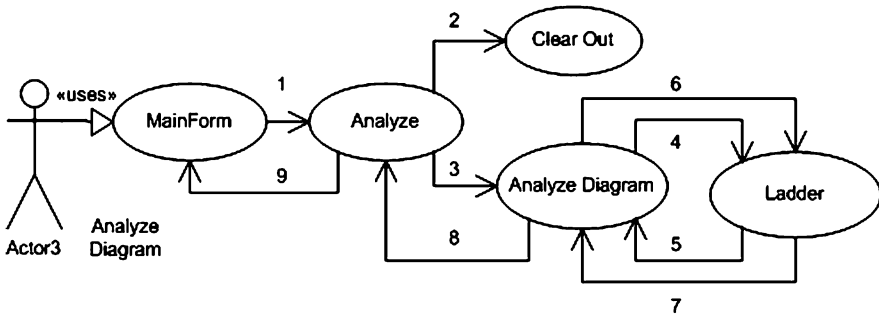 2
Clear Out
«uses»
1
6
MainForm
Analyze
4
9
3
Analyze Diagram
Ladder
Actor3
Analyze
Diagram
8
5
7